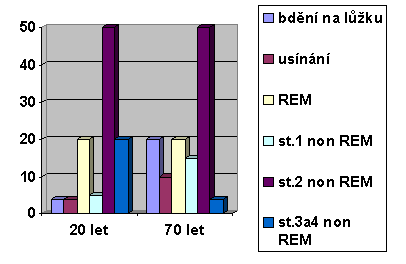 50
40
30
20
10
0
20 let
70 let
bdění na lůžku
usínání
REM
st.1 non REM
st.2 non REM
st.3a4 non
REM